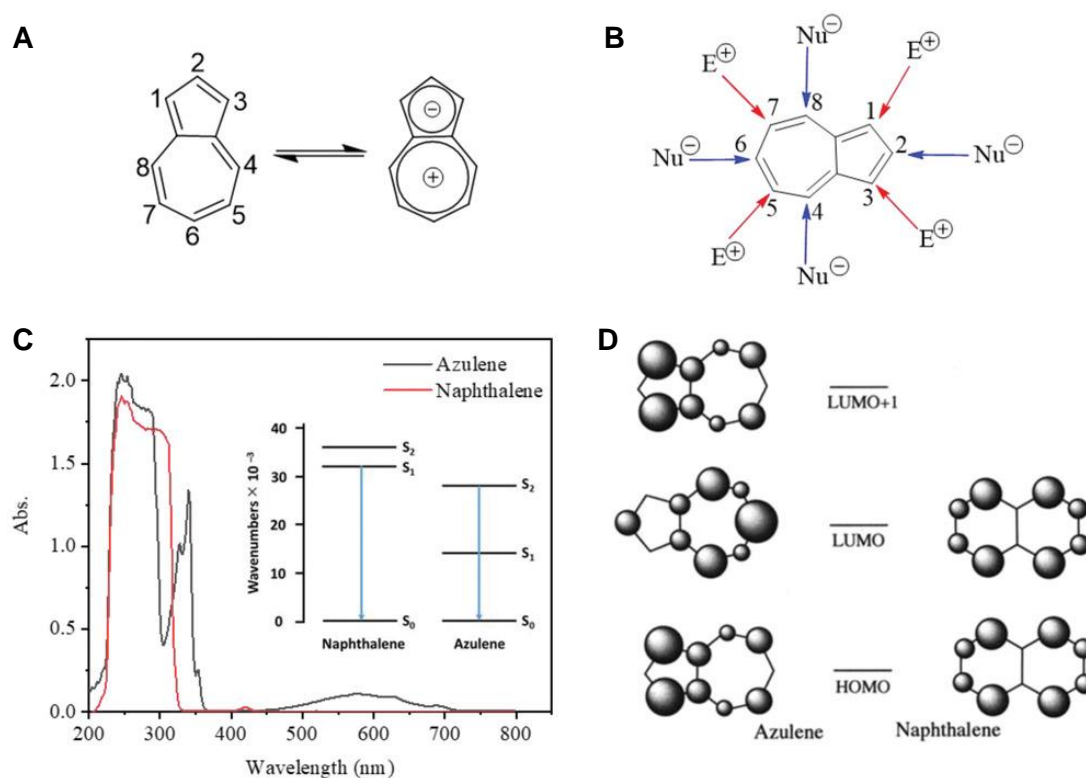 A
2
1
3
8
4
7
5
6
−
+
B
Nu⊖
E⊕
E⊕
7
8
1
Nu⊖
6
2
Nu⊖
5
4
3
E⊕
E⊕
Nu⊖
C
Abs.
2.0
1.5
1.0
0.5
0.0
200 300 400 500 600 700 800
Wavelength (nm)
Azulene
Naphthalene
Wavenumbers × 10⁻³
40
30
20
10
0
S₂
S₁
S₀
S₂
S₁
S₀
Naphthalene Azulene
D
LUMO+1
LUMO
HOMO
Azulene Naphthalene